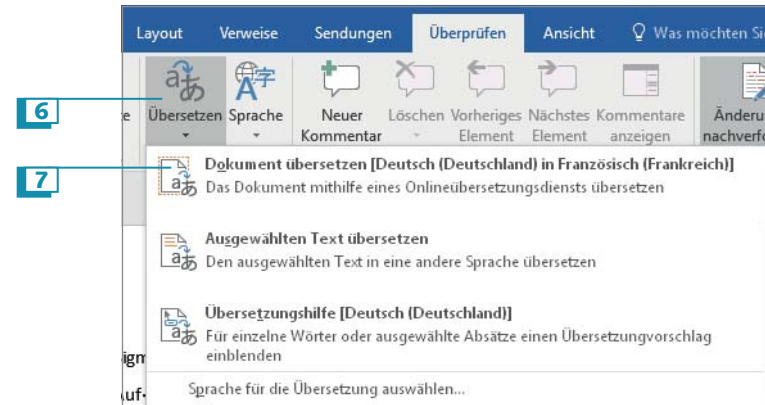 Layout Verweise Sendungen Überprüfen Ansicht Was möchten Sie
6
Übersetzen Sprache Neuer Kommentar Löschen Vorheriges Element Nächstes Element Kommentare anzeigen
7
Dokument übersetzen [Deutsch (Deutschland) in Französisch (Frankreich)]
Das Dokument mithilfe eines Onlineübersetzungsdiensts übersetzen
Ausgewählten Text übersetzen
Den ausgewählten Text in eine andere Sprache übersetzen
Übersetzungshilfe [Deutsch (Deutschland)]
Für einzelne Wörter oder ausgewählte Absätze einen Übersetzungvorschlag
einblenden
Sprache für die Übersetzung auswählen...